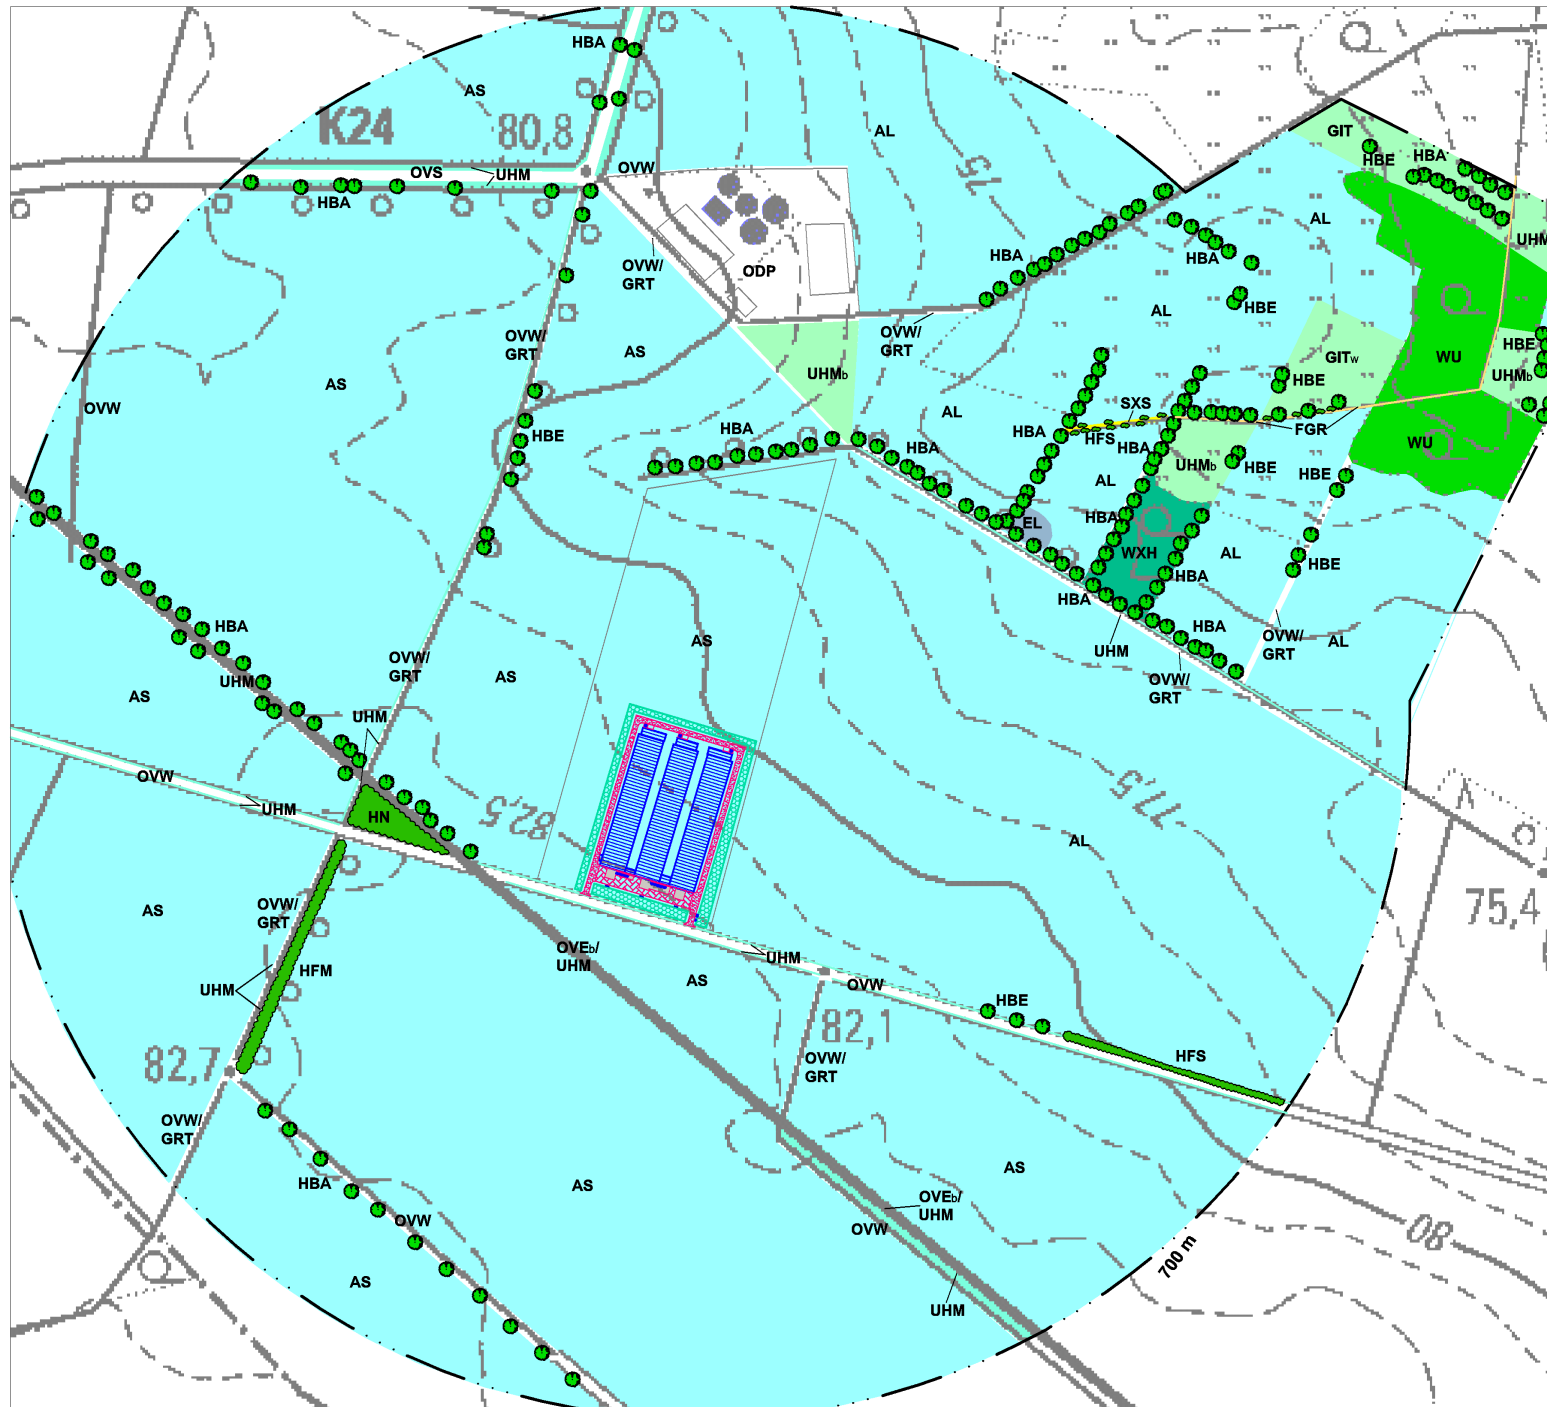 HBA
AS
K24
80,8
AL
75
GIT
HBE
HBA
OVS
UHM
OVW
HBA
AL
UHM
OVW/
GRT
ODP
HBA
HBA
HBE
AL
OVW/
GRT
OVW/
GRT
AS
UHMb
GITw
WU
HBE
UHMb
HBE
AS
OVW
SXS
AL
HBA
HBA
HBA
HFS
HBA
FGR
WU
HBE
UHMb
HBE
HBE
AL
HBA
EL
WXH
AL
HBE
HBA
HBA
HBA
HBA
UHM
OVW/
GRT
AL
AS
OVW/
GRT
AS
UHM
OVW/
GRT
AS
UHM
OVW
UHM
HN
82,5
77,5
AL
AS
OVW/
GRT
75,4
OVEb/
UHM
UHM
HFM
UHM
AS
OVW
HBE
82,1
82,7
OVW/
GRT
HFS
OVW/
GRT
HBA
AS
AS
OVW
OVEb/
UHM
OVW
80
700 m
AS
UHM